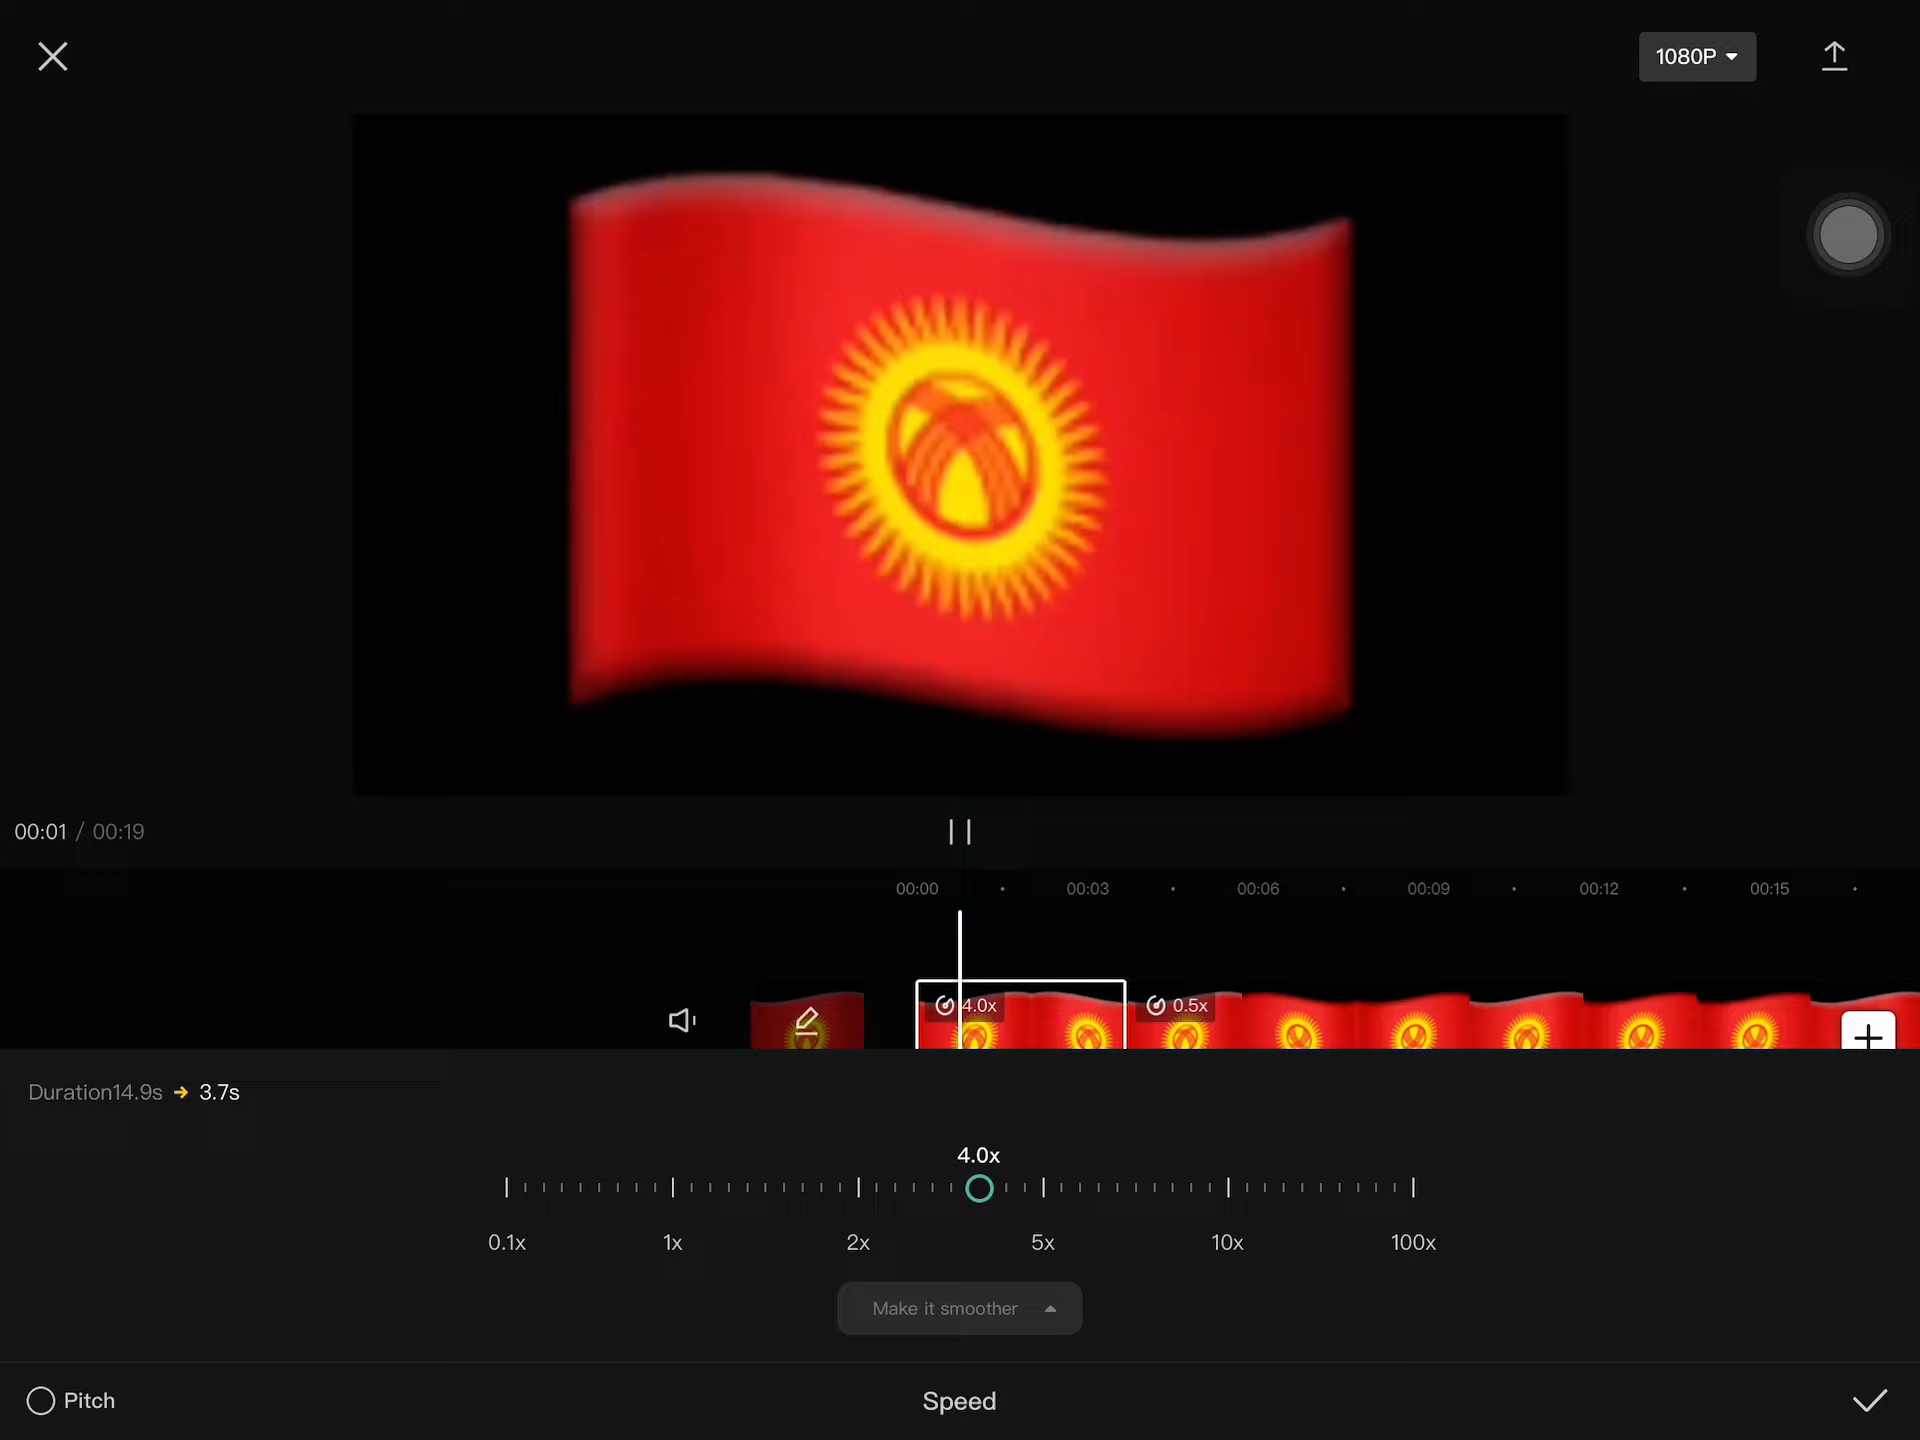 1080P
00:01 / 00:19
00:00 00:03 00:06 00:09 00:12 00:15
4.0x 0.5x
Duration14.9s → 3.7s
4.0x
0.1x 1x 2x 5x 10x 100x
Make it smoother
Pitch Speed